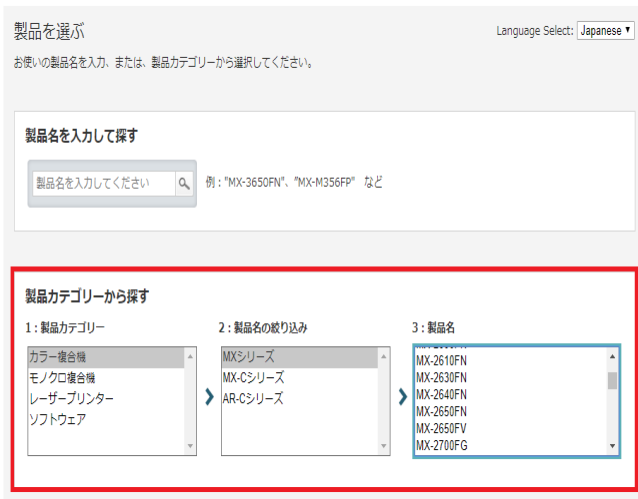 製品を選ぶ
Language Select: Japanese
お使いの製品名を入力、または、製品カテゴリーから選択してください。
製品名を入力して探す
製品名を入力してください
例："MX-3650FN"、"MX-M356FP" など
製品カテゴリーから探す
1：製品カテゴリー
カラー複合機
モノクロ複合機
レーザープリンター
ソフトウェア
2：製品名の絞り込み
MXシリーズ
MX-Cシリーズ
AR-Cシリーズ
3：製品名
MX-2610FN
MX-2630FN
MX-2640FN
MX-2650FN
MX-2650FV
MX-2700FG